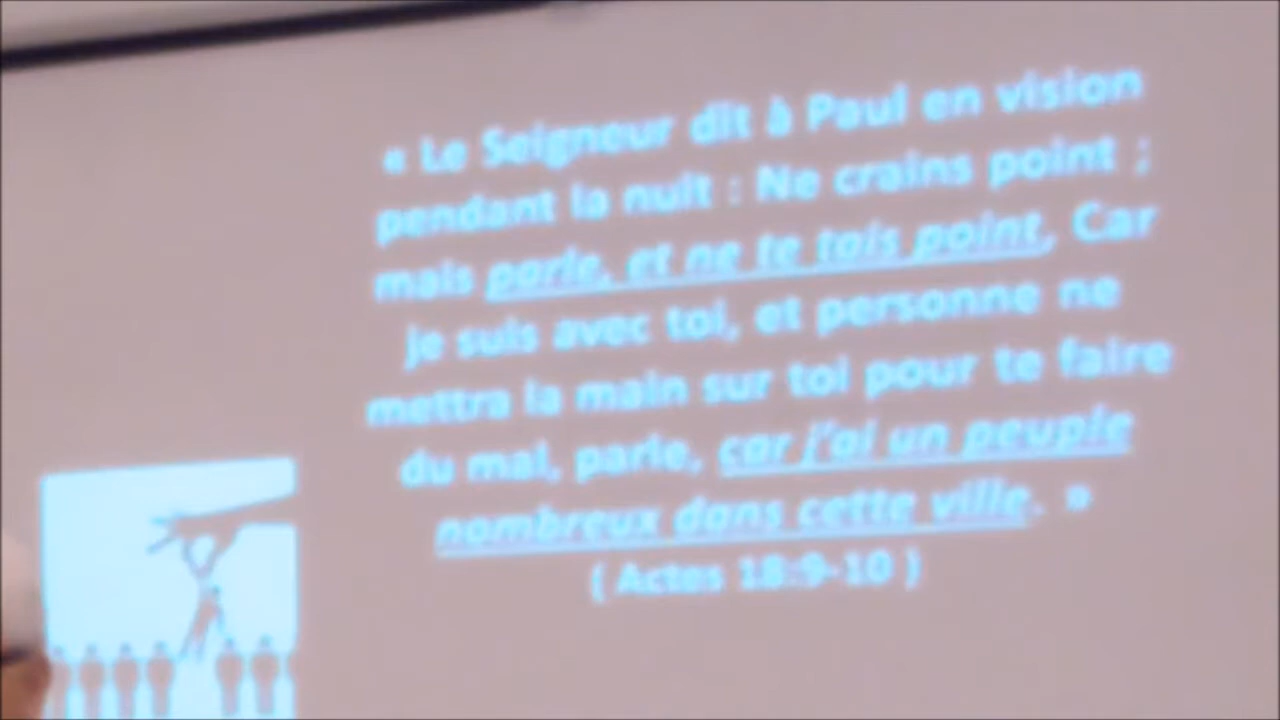 « Le Seigneur dit à Paul en vision
pendant la nuit : Ne crains point ;
mais parle, et ne te tais point, Car
je suis avec toi, et personne ne
mettra la main sur toi pour te faire
du mal, parle, car j'ai un peuple
nombreux dans cette ville. »
( Actes 18:9-10 )